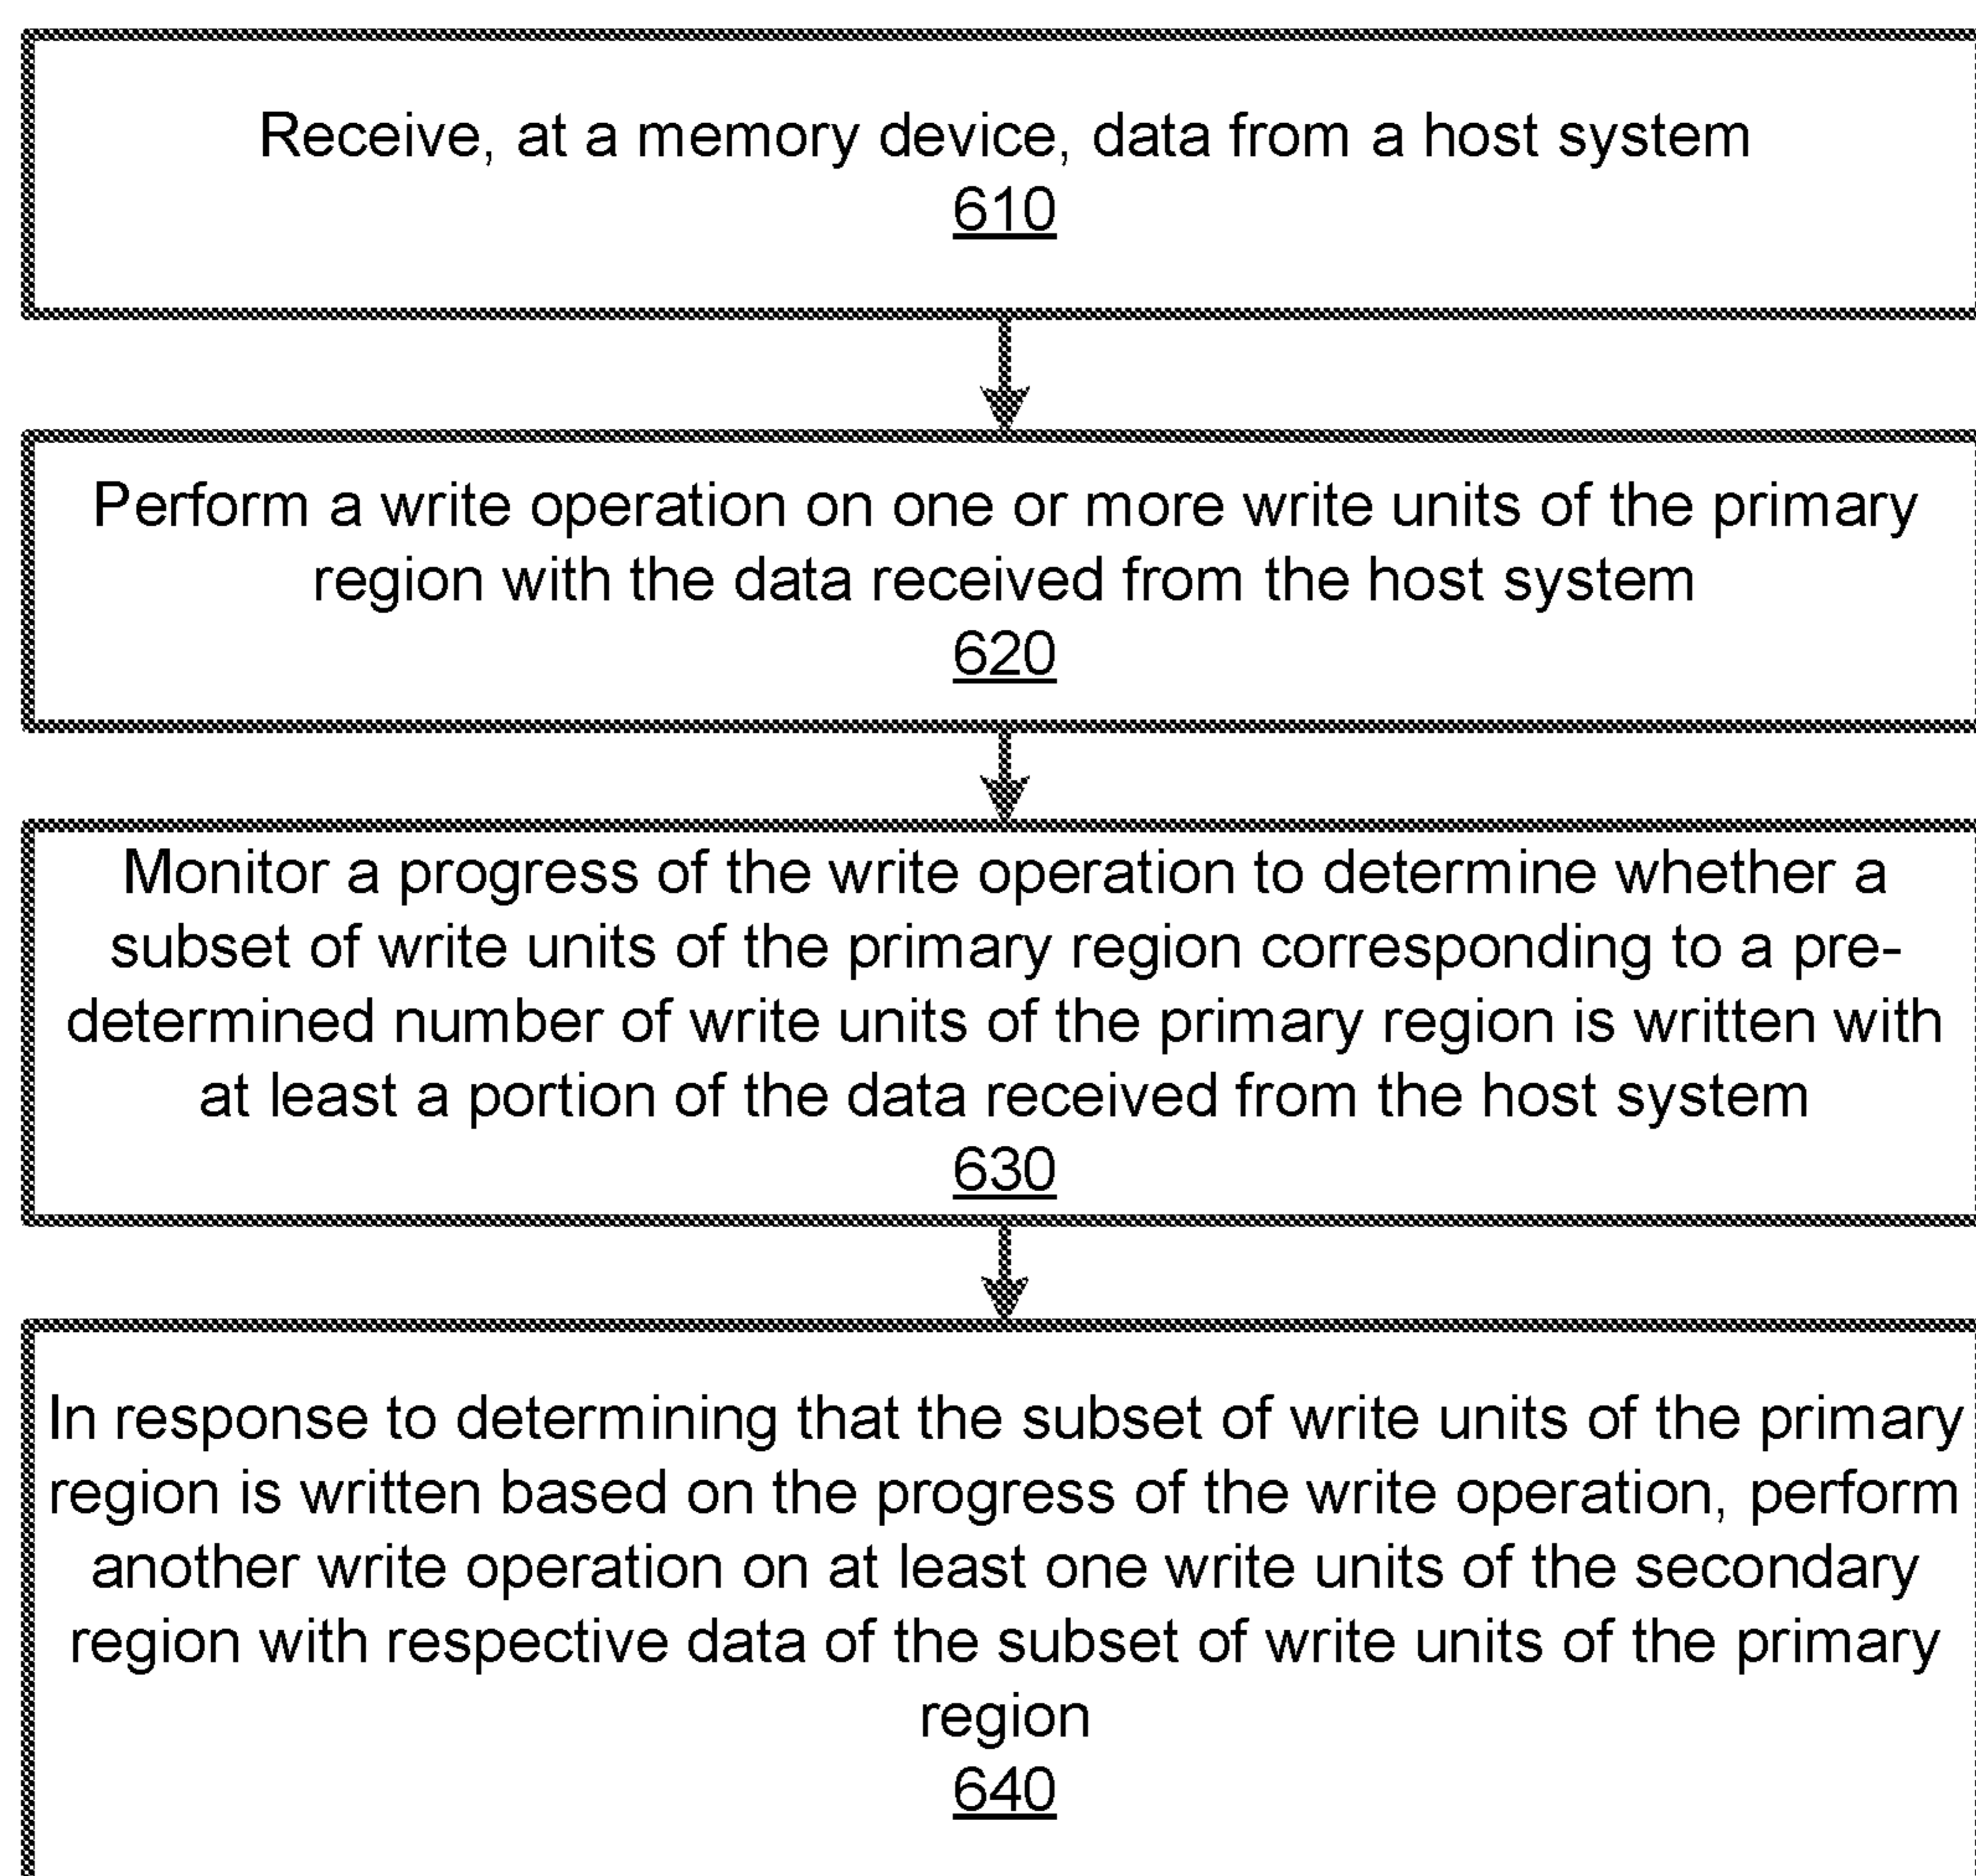 Receive, at a memory device, data from a host system
610
Perform a write operation on one or more write units of the primary
region with the data received from the host system
620
Monitor a progress of the write operation to determine whether a
subset of write units of the primary region corresponding to a pre-
determined number of write units of the primary region is written with
at least a portion of the data received from the host system
630
In response to determining that the subset of write units of the primary
region is written based on the progress of the write operation, perform
another write operation on at least one write units of the secondary
region with respective data of the subset of write units of the primary
region
640